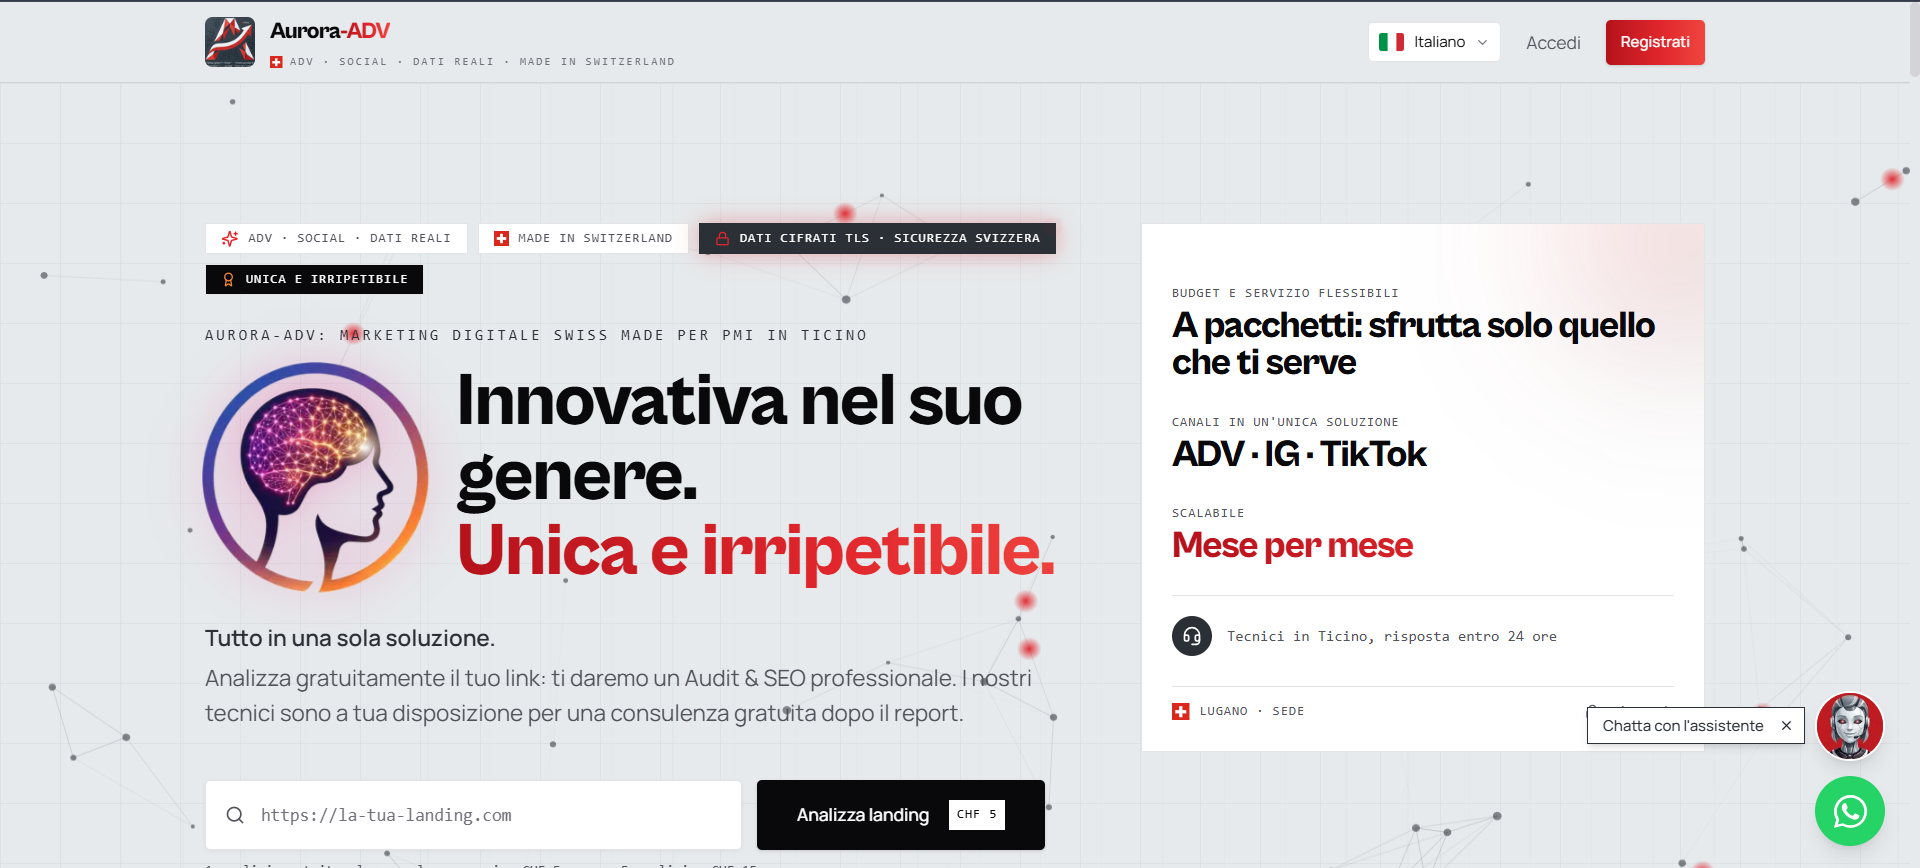 Aurora-ADV
ADV · SOCIAL · DATI REALI · MADE IN SWITZERLAND
Italiano
Accedi
Registrati
ADV · SOCIAL · DATI REALI
MADE IN SWITZERLAND
DATI CIFRATI TLS · SICUREZZA SVIZZERA
UNICA E IRRIPETIBILE
AURORA-ADV: MARKETING DIGITALE SWISS MADE PER PMI IN TICINO
Innovativa nel suo
genere.
Unica e irripetibile.
Tutto in una sola soluzione.
Analizza gratuitamente il tuo link: ti daremo un Audit & SEO professionale. I nostri
tecnici sono a tua disposizione per una consulenza gratuita dopo il report.
https://la-tua-landing.com
Analizza landing
CHF 5
BUDGET E SERVIZIO FLESSIBILI
A pacchetti: sfrutta solo quello
che ti serve
CANALI IN UN'UNICA SOLUZIONE
ADV · IG · TikTok
SCALABILE
Mese per mese
Tecnici in Ticino, risposta entro 24 ore
LUGANO · SEDE
Chatta con l'assistente